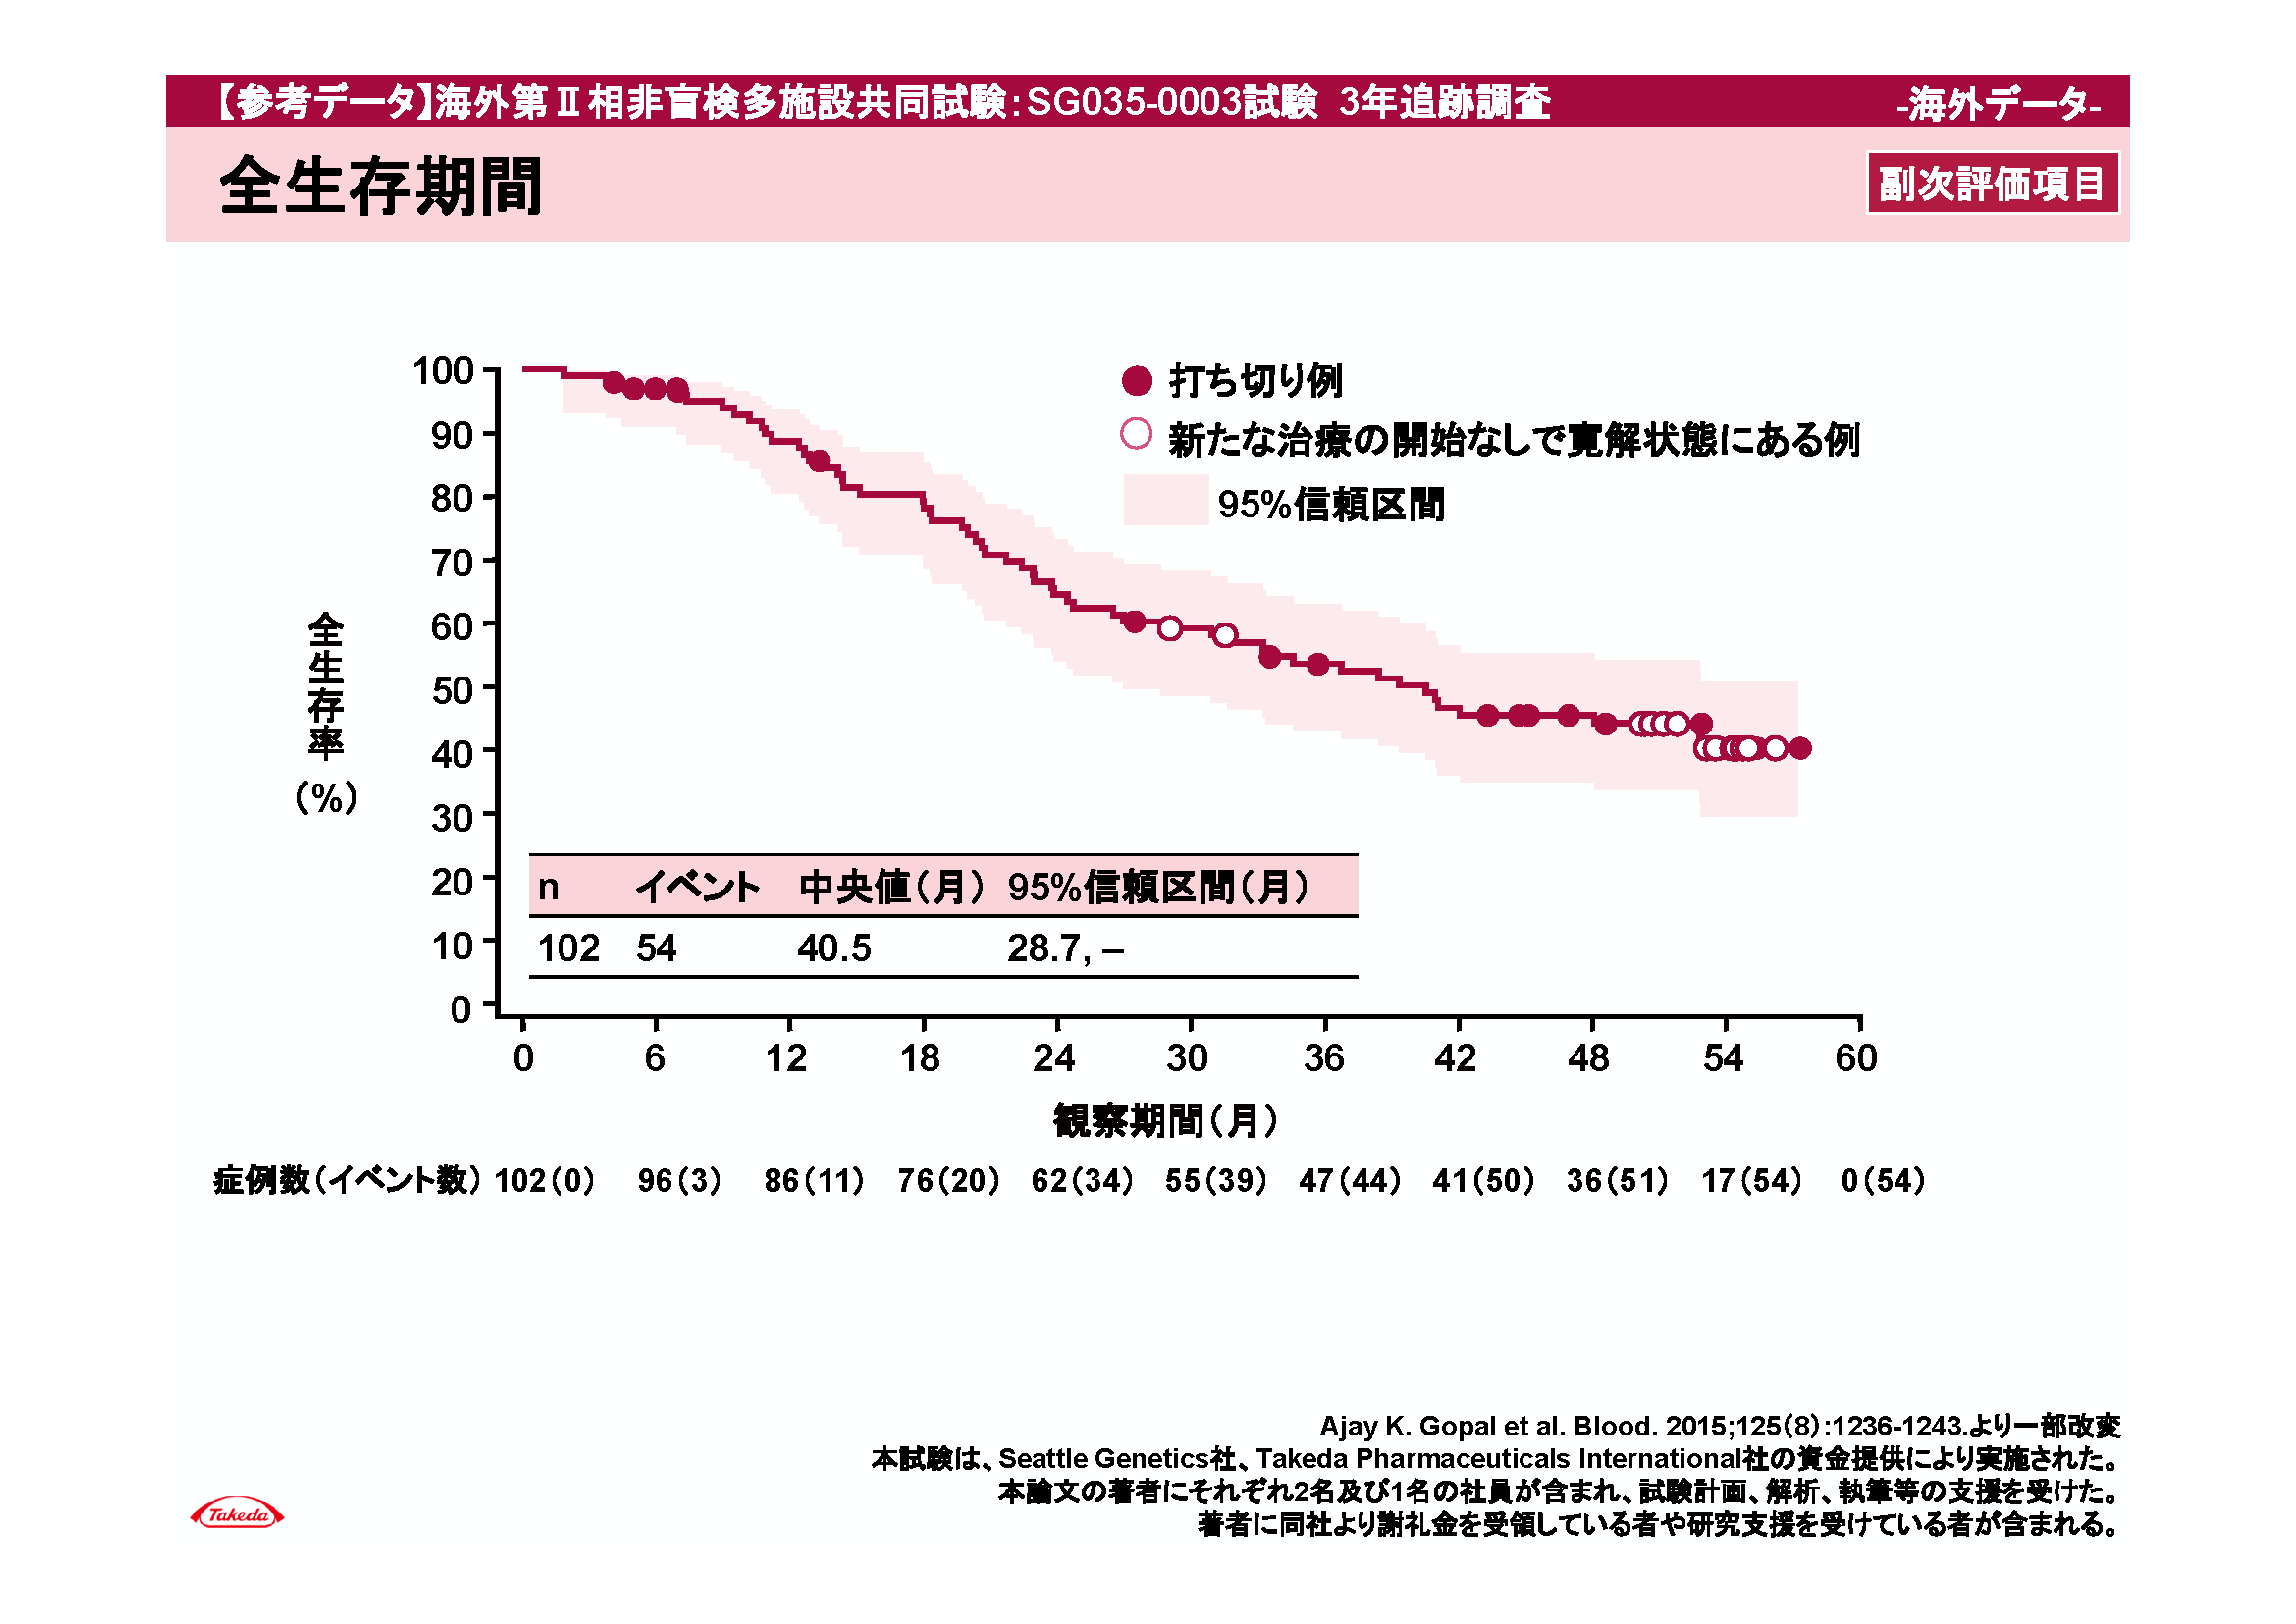 【参考データ】海外第Ⅱ相非盲検多施設共同試験：SG035-0003試験 3年追跡調査
-海外データ-
全生存期間
副次評価項目
打ち切り例
新たな治療の開始なしで寛解状態にある例
95%信頼区間
全生存率（%）
100
90
80
70
60
50
40
30
20
10
0
n イベント 中央値（月） 95%信頼区間（月）
102 54 40.5 28.7, –
0 6 12 18 24 30 36 42 48 54 60
観察期間（月）
症例数（イベント数） 102（0） 96（3） 86（11） 76（20） 62（34） 55（39） 47（44） 41（50） 36（51） 17（54） 0（54）
Ajay K. Gopal et al. Blood. 2015;125（8）:1236-1243.より一部改変
本試験は、Seattle Genetics社、Takeda Pharmaceuticals International社の資金提供により実施された。
本論文の著者にそれぞれ2名及び1名の社員が含まれ、試験計画、解析、執筆等の支援を受けた。
著者に同社より謝礼金を受領している者や研究支援を受けている者が含まれる。
Takeda